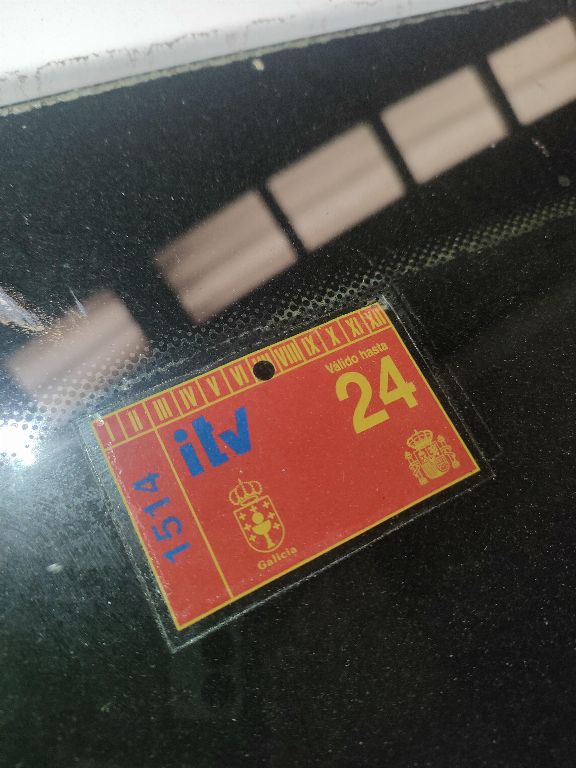 I II III IV V VI VII VIII IX X XI XII
Válido hasta
24
itv
1514
Galicia